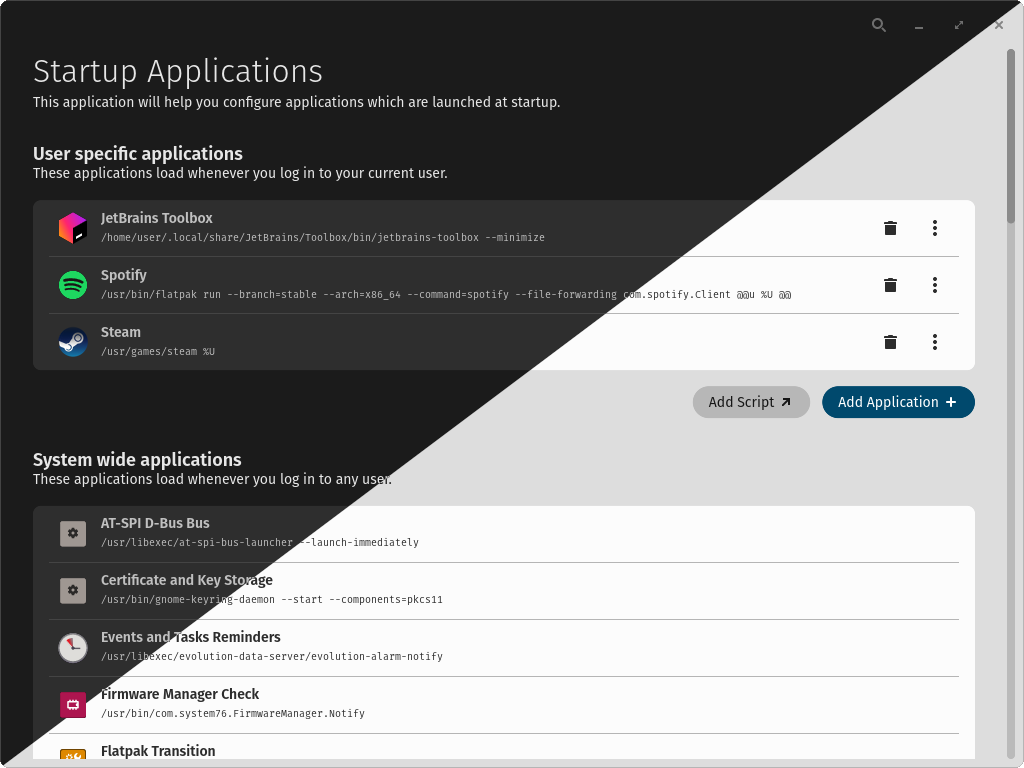 Startup Applications
This application will help you configure applications which are launched at startup.
User specific applications
These applications load whenever you log in to your current user.
JetBrains Toolbox
/home/user/.local/share/JetBrains/Toolbox/bin/jetbrains-toolbox --minimize
Spotify
/usr/bin/flatpak run --branch=stable --arch=x86_64 --command=spotify --file-forwarding com.spotify.Client @@u %U @@
Steam
/usr/games/steam %U
Add Script
Add Application
System wide applications
These applications load whenever you log in to any user.
AT-SPI D-Bus Bus
/usr/libexec/at-spi-bus-launcher --launch-immediately
Certificate and Key Storage
/usr/bin/gnome-keyring-daemon --start --components=pkcs11
Events and Tasks Reminders
/usr/libexec/evolution-data-server/evolution-alarm-notify
Firmware Manager Check
/usr/bin/com.system76.FirmwareManager.Notify
Flatpak Transition